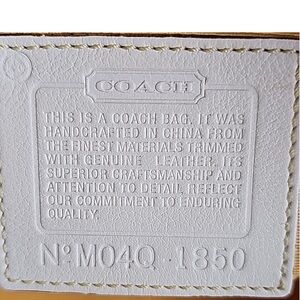 COACH
THIS IS A COACH BAG. IT WAS
HANDCRAFTED IN CHINA FROM
THE FINEST MATERIALS TRIMMED
WITH GENUINE LEATHER. ITS
SUPERIOR CRAFTSMANSHIP AND
ATTENTION TO DETAIL REFLECT
OUR COMMITMENT TO ENDURING
QUALITY.
Nº M04Q - 1850